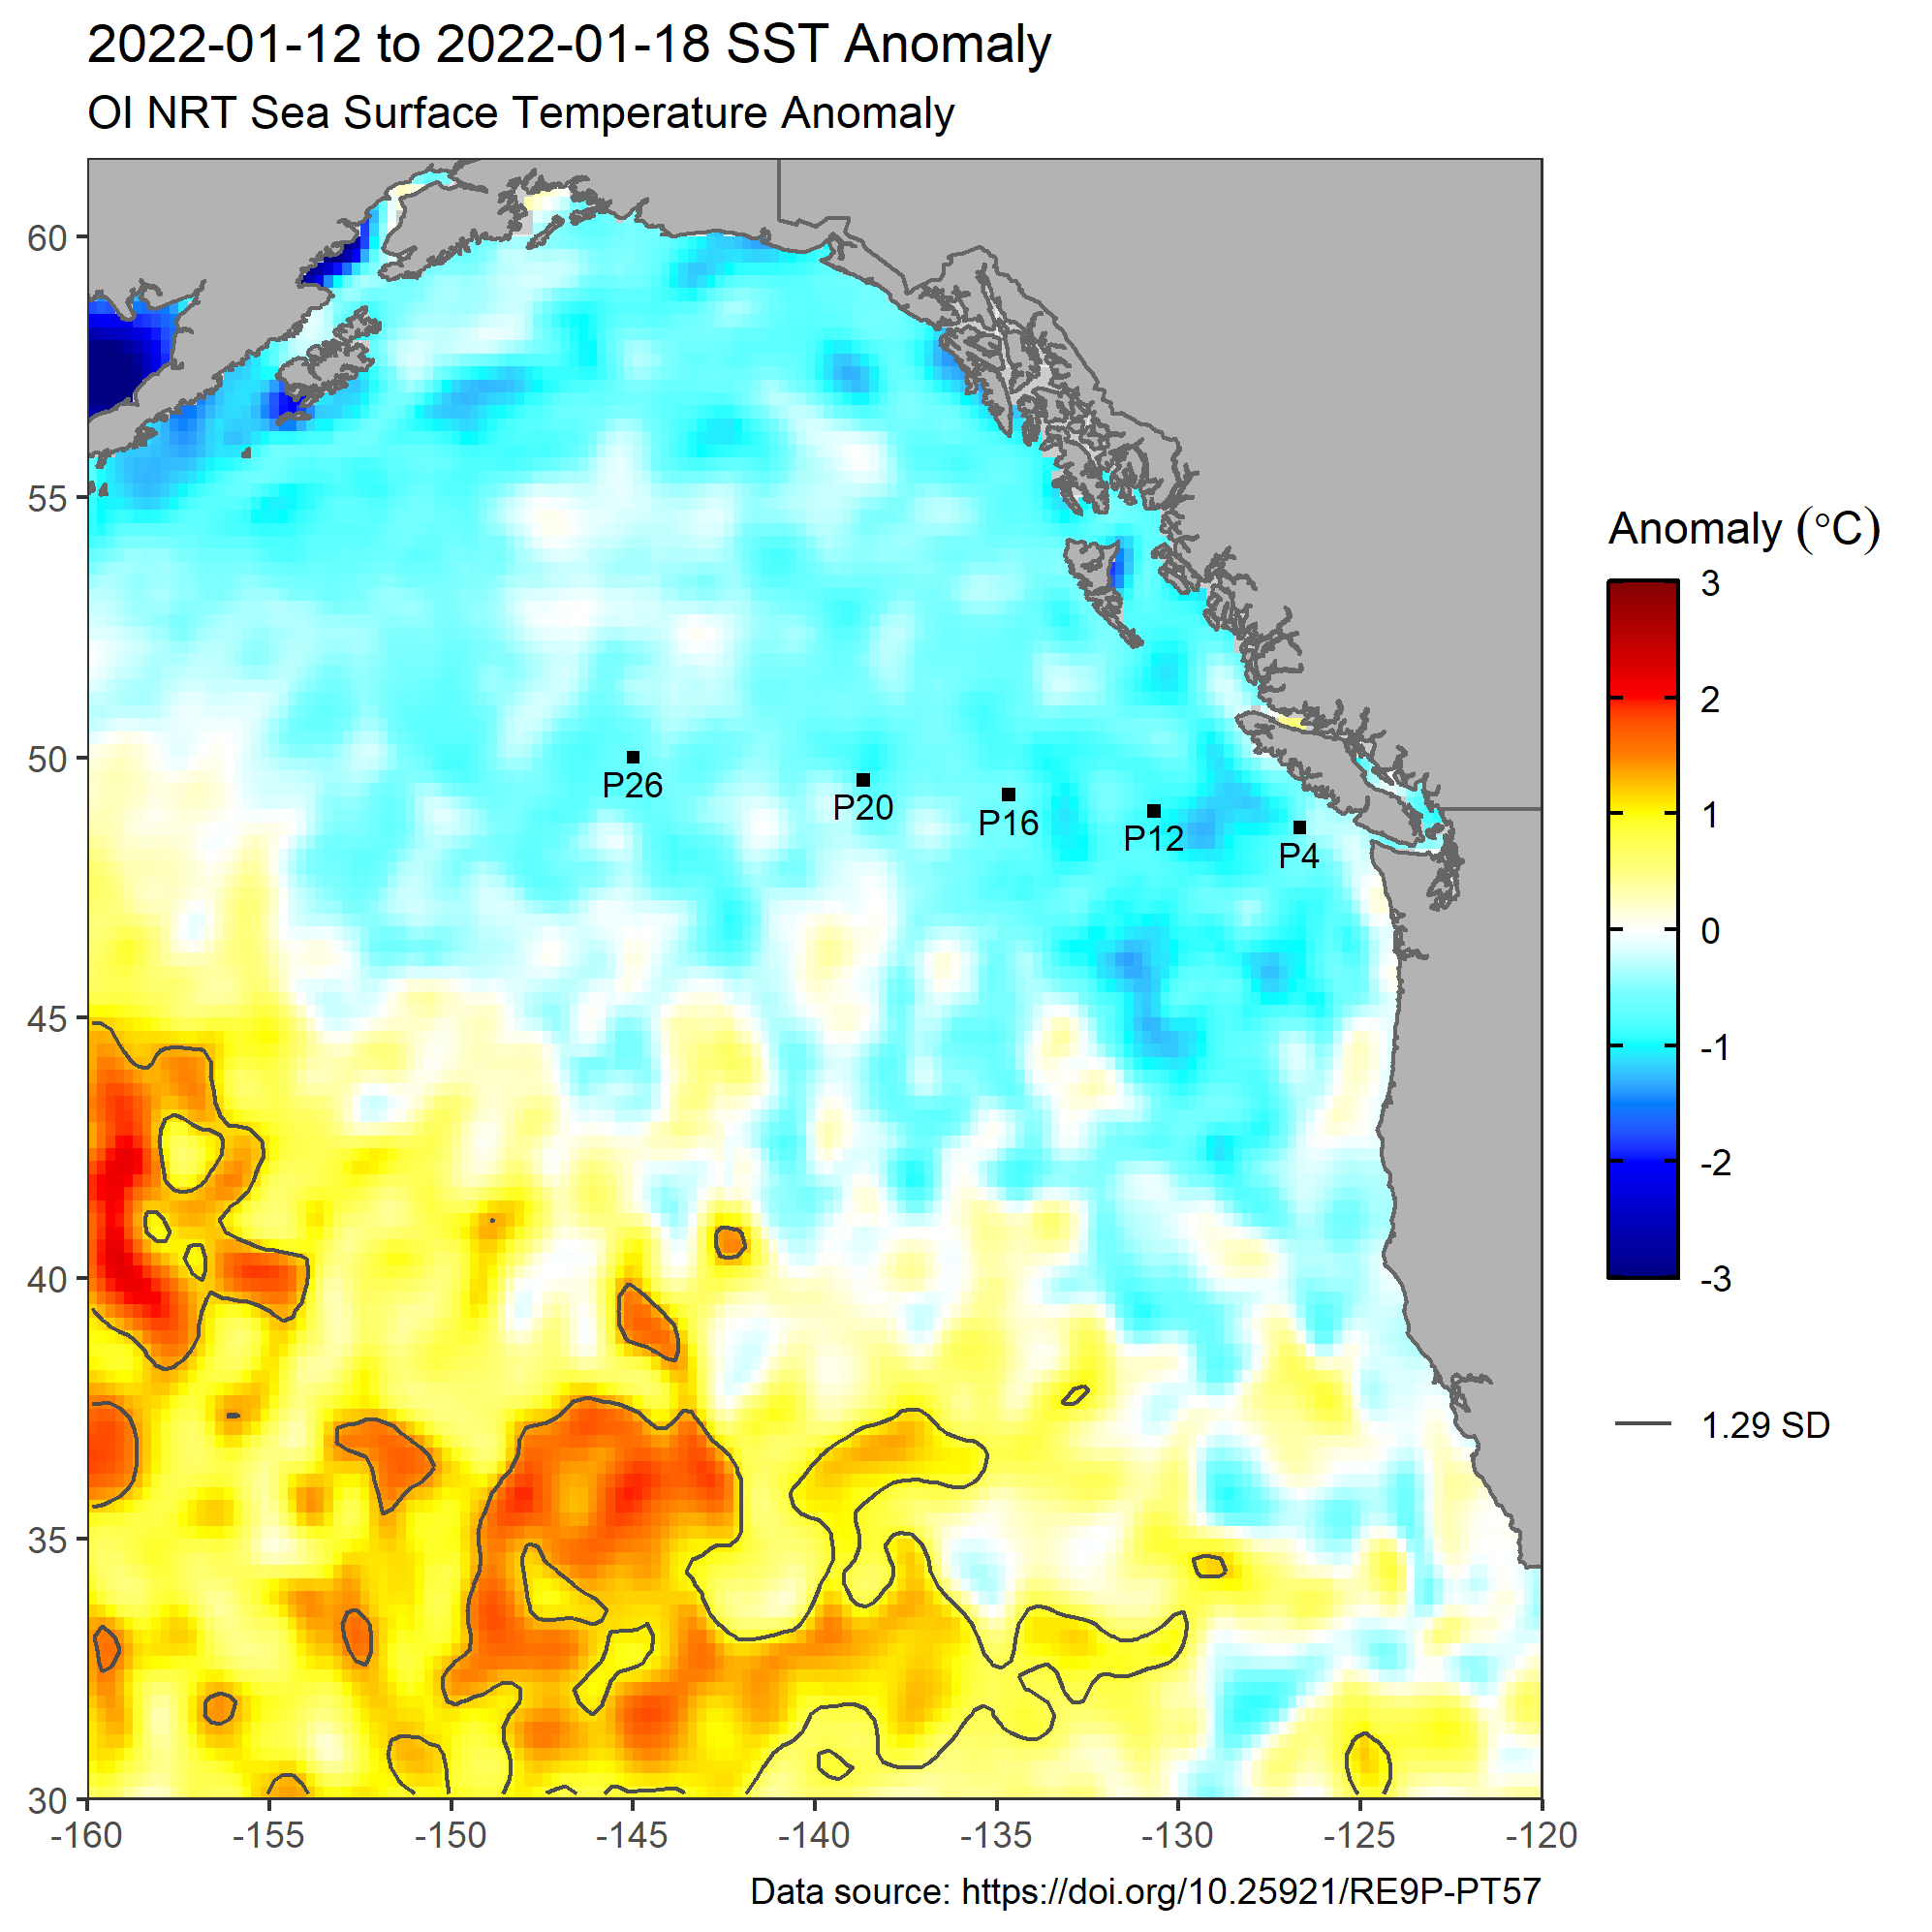 2022-01-12 to 2022-01-18 SST Anomaly
OI NRT Sea Surface Temperature Anomaly
60
55
50
45
40
35
30
-160
-155
-150
-145
-140
-135
-130
-125
-120
P26
P20
P16
P12
P4
Anomaly (°C)
3
2
1
0
-1
-2
-3
1.29 SD
Data source: https://doi.org/10.25921/RE9P-PT57